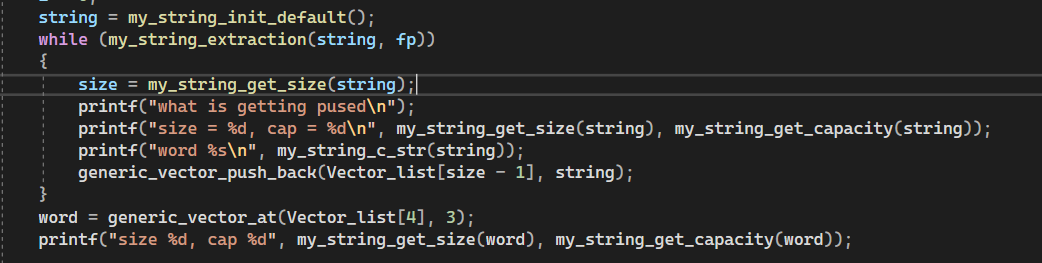 string = my_string_init_default();
while (my_string_extraction(string, fp))
{
size = my_string_get_size(string);
printf("what is getting pused\n");
printf("size = %d, cap = %d\n", my_string_get_size(string), my_string_get_capacity(string));
printf("word %s\n", my_string_c_str(string));
generic_vector_push_back(Vector_list[size - 1], string);
}
word = generic_vector_at(Vector_list[4], 3);
printf("size %d, cap %d", my_string_get_size(word), my_string_get_capacity(word));